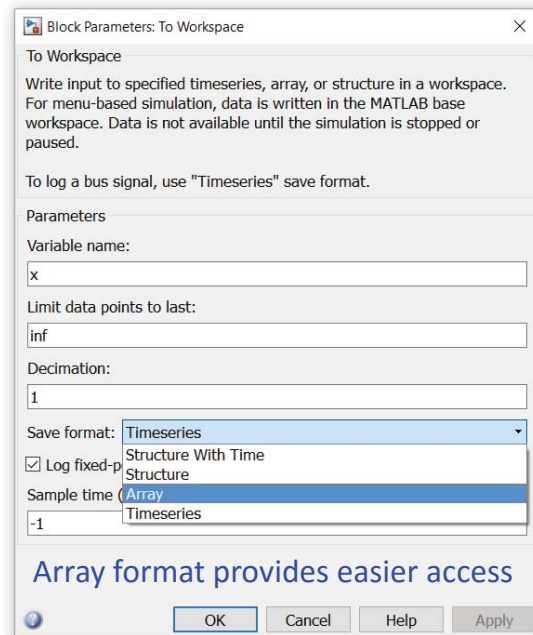 Block Parameters: To Workspace
To Workspace
Write input to specified timeseries, array, or structure in a workspace.
For menu-based simulation, data is written in the MATLAB base
workspace. Data is not available until the simulation is stopped or
paused.
To log a bus signal, use "Timeseries" save format.
Parameters
Variable name:
x
Limit data points to last:
inf
Decimation:
1
Save format: Timeseries
Structure With Time
Log fixed-p
Structure
Array
Sample time (
Timeseries
-1
Array format provides easier access
OK Cancel Help Apply